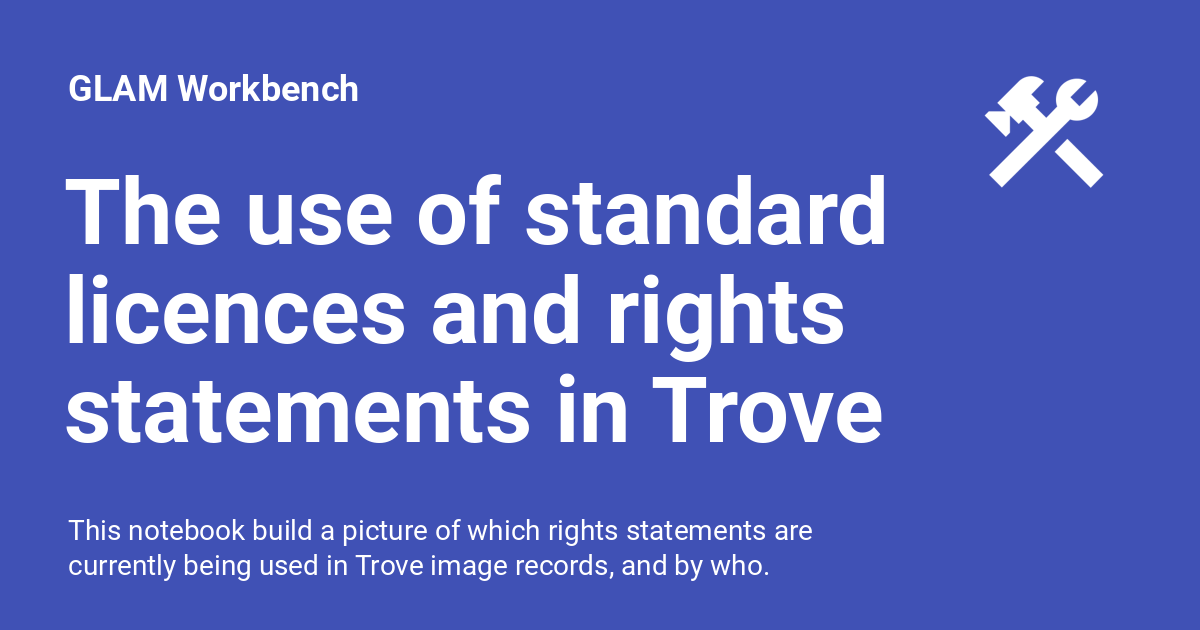 GLAM Workbench
The use of standard
licences and rights
statements in Trove
This notebook build a picture of which rights statements are
currently being used in Trove image records, and by who.